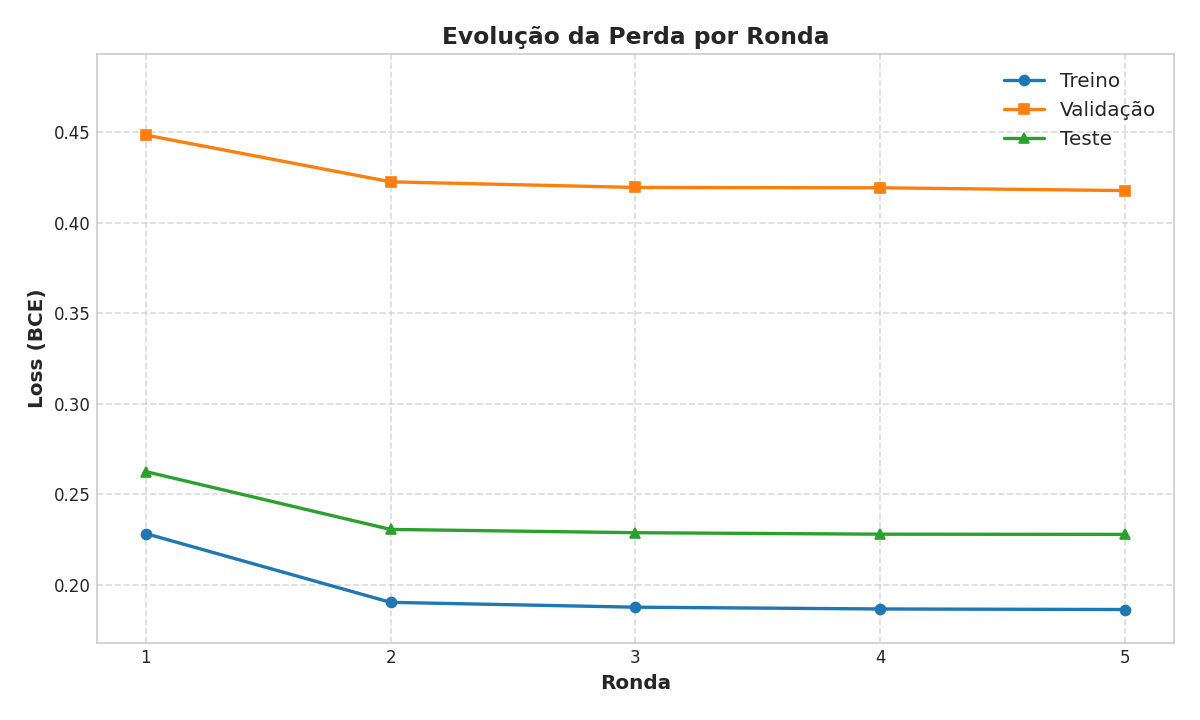 Evolução da Perda por Ronda
Treino
Validação
Teste
Loss (BCE)
0.45
0.40
0.35
0.30
0.25
0.20
1 2 3 4 5
Ronda